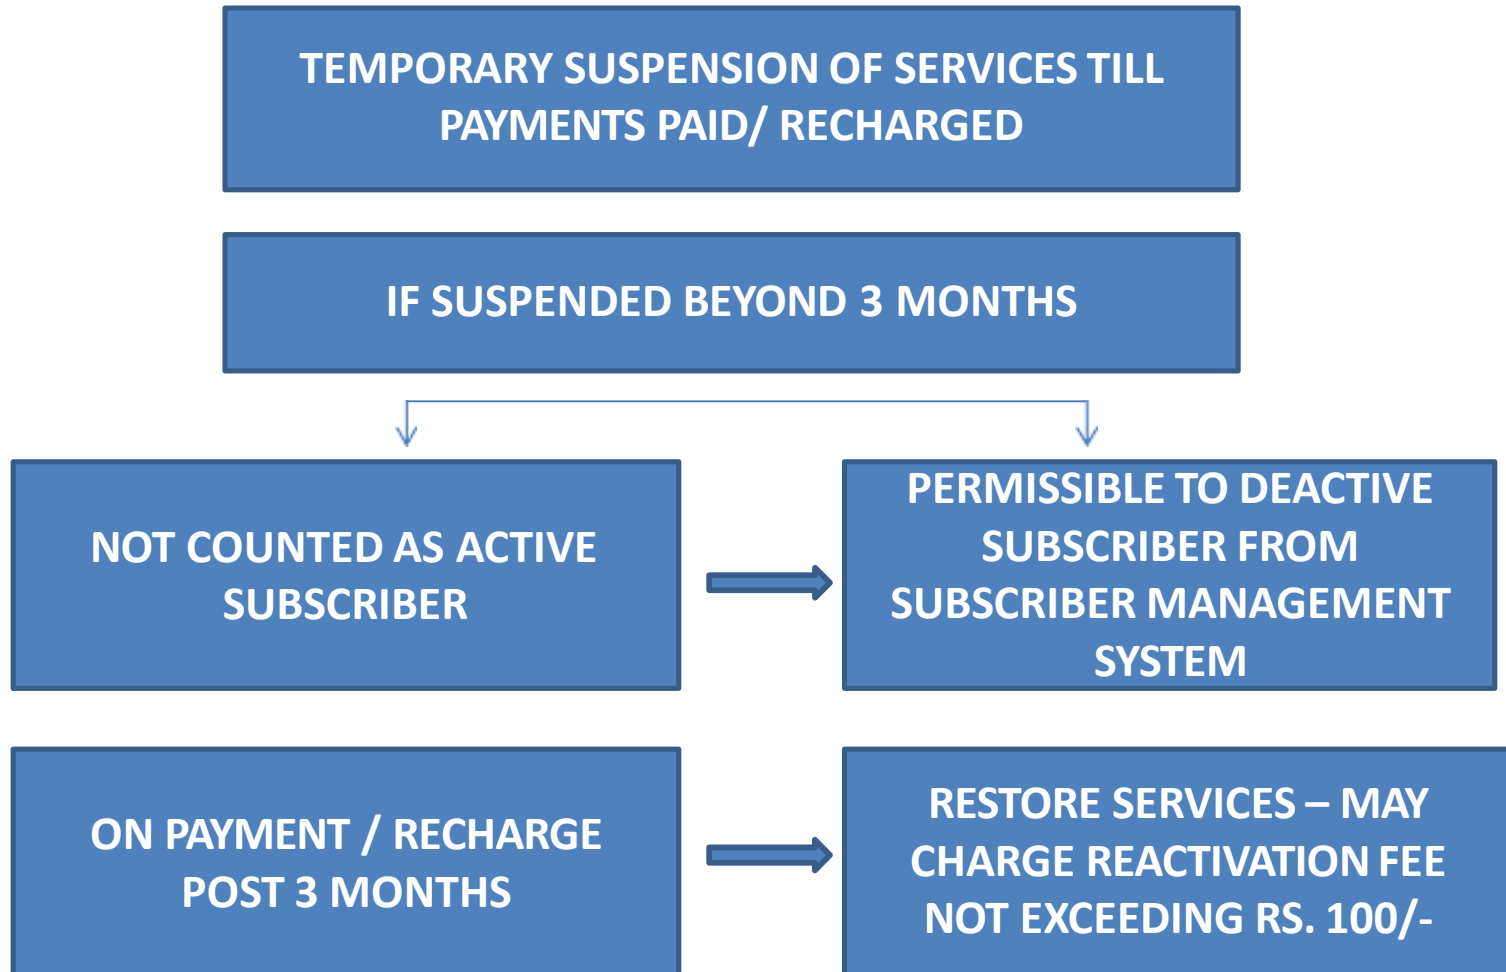 TEMPORARY SUSPENSION OF SERVICES TILL
PAYMENTS PAID/ RECHARGED
IF SUSPENDED BEYOND 3 MONTHS
NOT COUNTED AS ACTIVE
SUBSCRIBER
PERMISSIBLE TO DEACTIVE
SUBSCRIBER FROM
SUBSCRIBER MANAGEMENT
SYSTEM
ON PAYMENT / RECHARGE
POST 3 MONTHS
RESTORE SERVICES – MAY
CHARGE REACTIVATION FEE
NOT EXCEEDING RS. 100/-